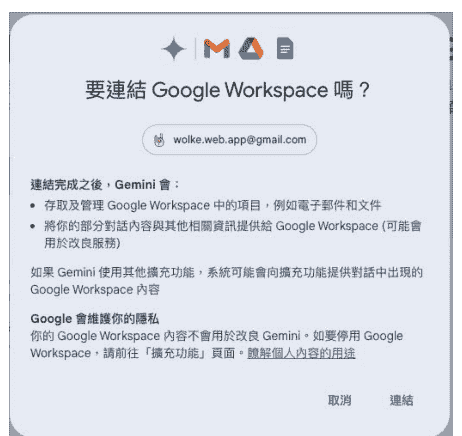 要連結 Google Workspace 嗎？
wolke.web.app@gmail.com
連結完成之後，Gemini 會：
• 存取及管理 Google Workspace 中的項目，例如電子郵件和文件
• 將你的部分對話內容與其他相關資訊提供給 Google Workspace (可能會
用於改良服務)
如果 Gemini 使用其他擴充功能，系統可能會向擴充功能提供對話中出現的
Google Workspace 內容
Google 會維護你的隱私
你的 Google Workspace 內容不會用於改良 Gemini。如要停用 Google
Workspace，請前往「擴充功能」頁面。瞭解個人內容的用途
取消 連結